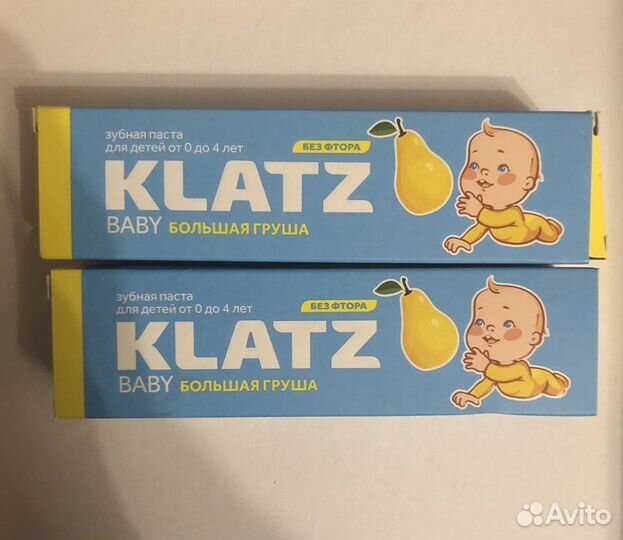 зубная паста
для детей от 0 до 4 лет
БЕЗ ФТОРА
KLATZ
BABY БОЛЬШАЯ ГРУША
зубная паста
для детей от 0 до 4 лет
БЕЗ ФТОРА
KLATZ
BABY БОЛЬШАЯ ГРУША
Avito